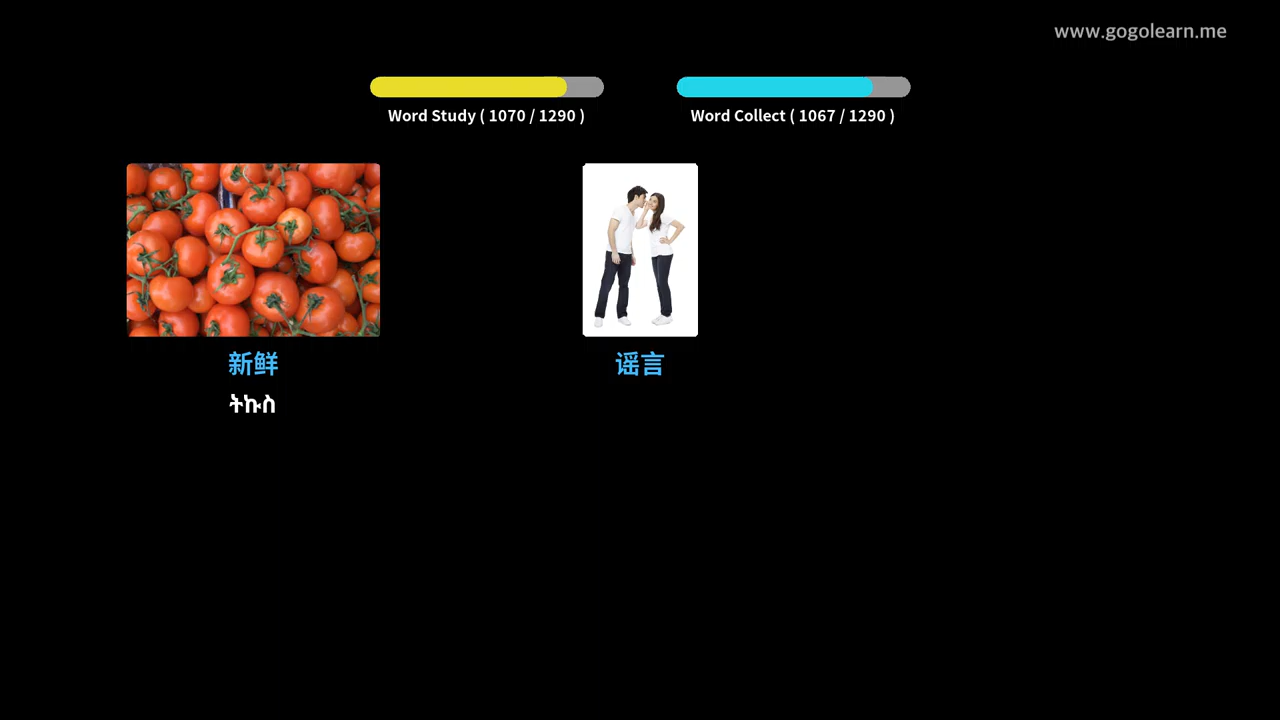 www.gogolearn.me
Word Study ( 1070 / 1290 )
Word Collect ( 1067 / 1290 )
新鲜
谣言
ትኩስ